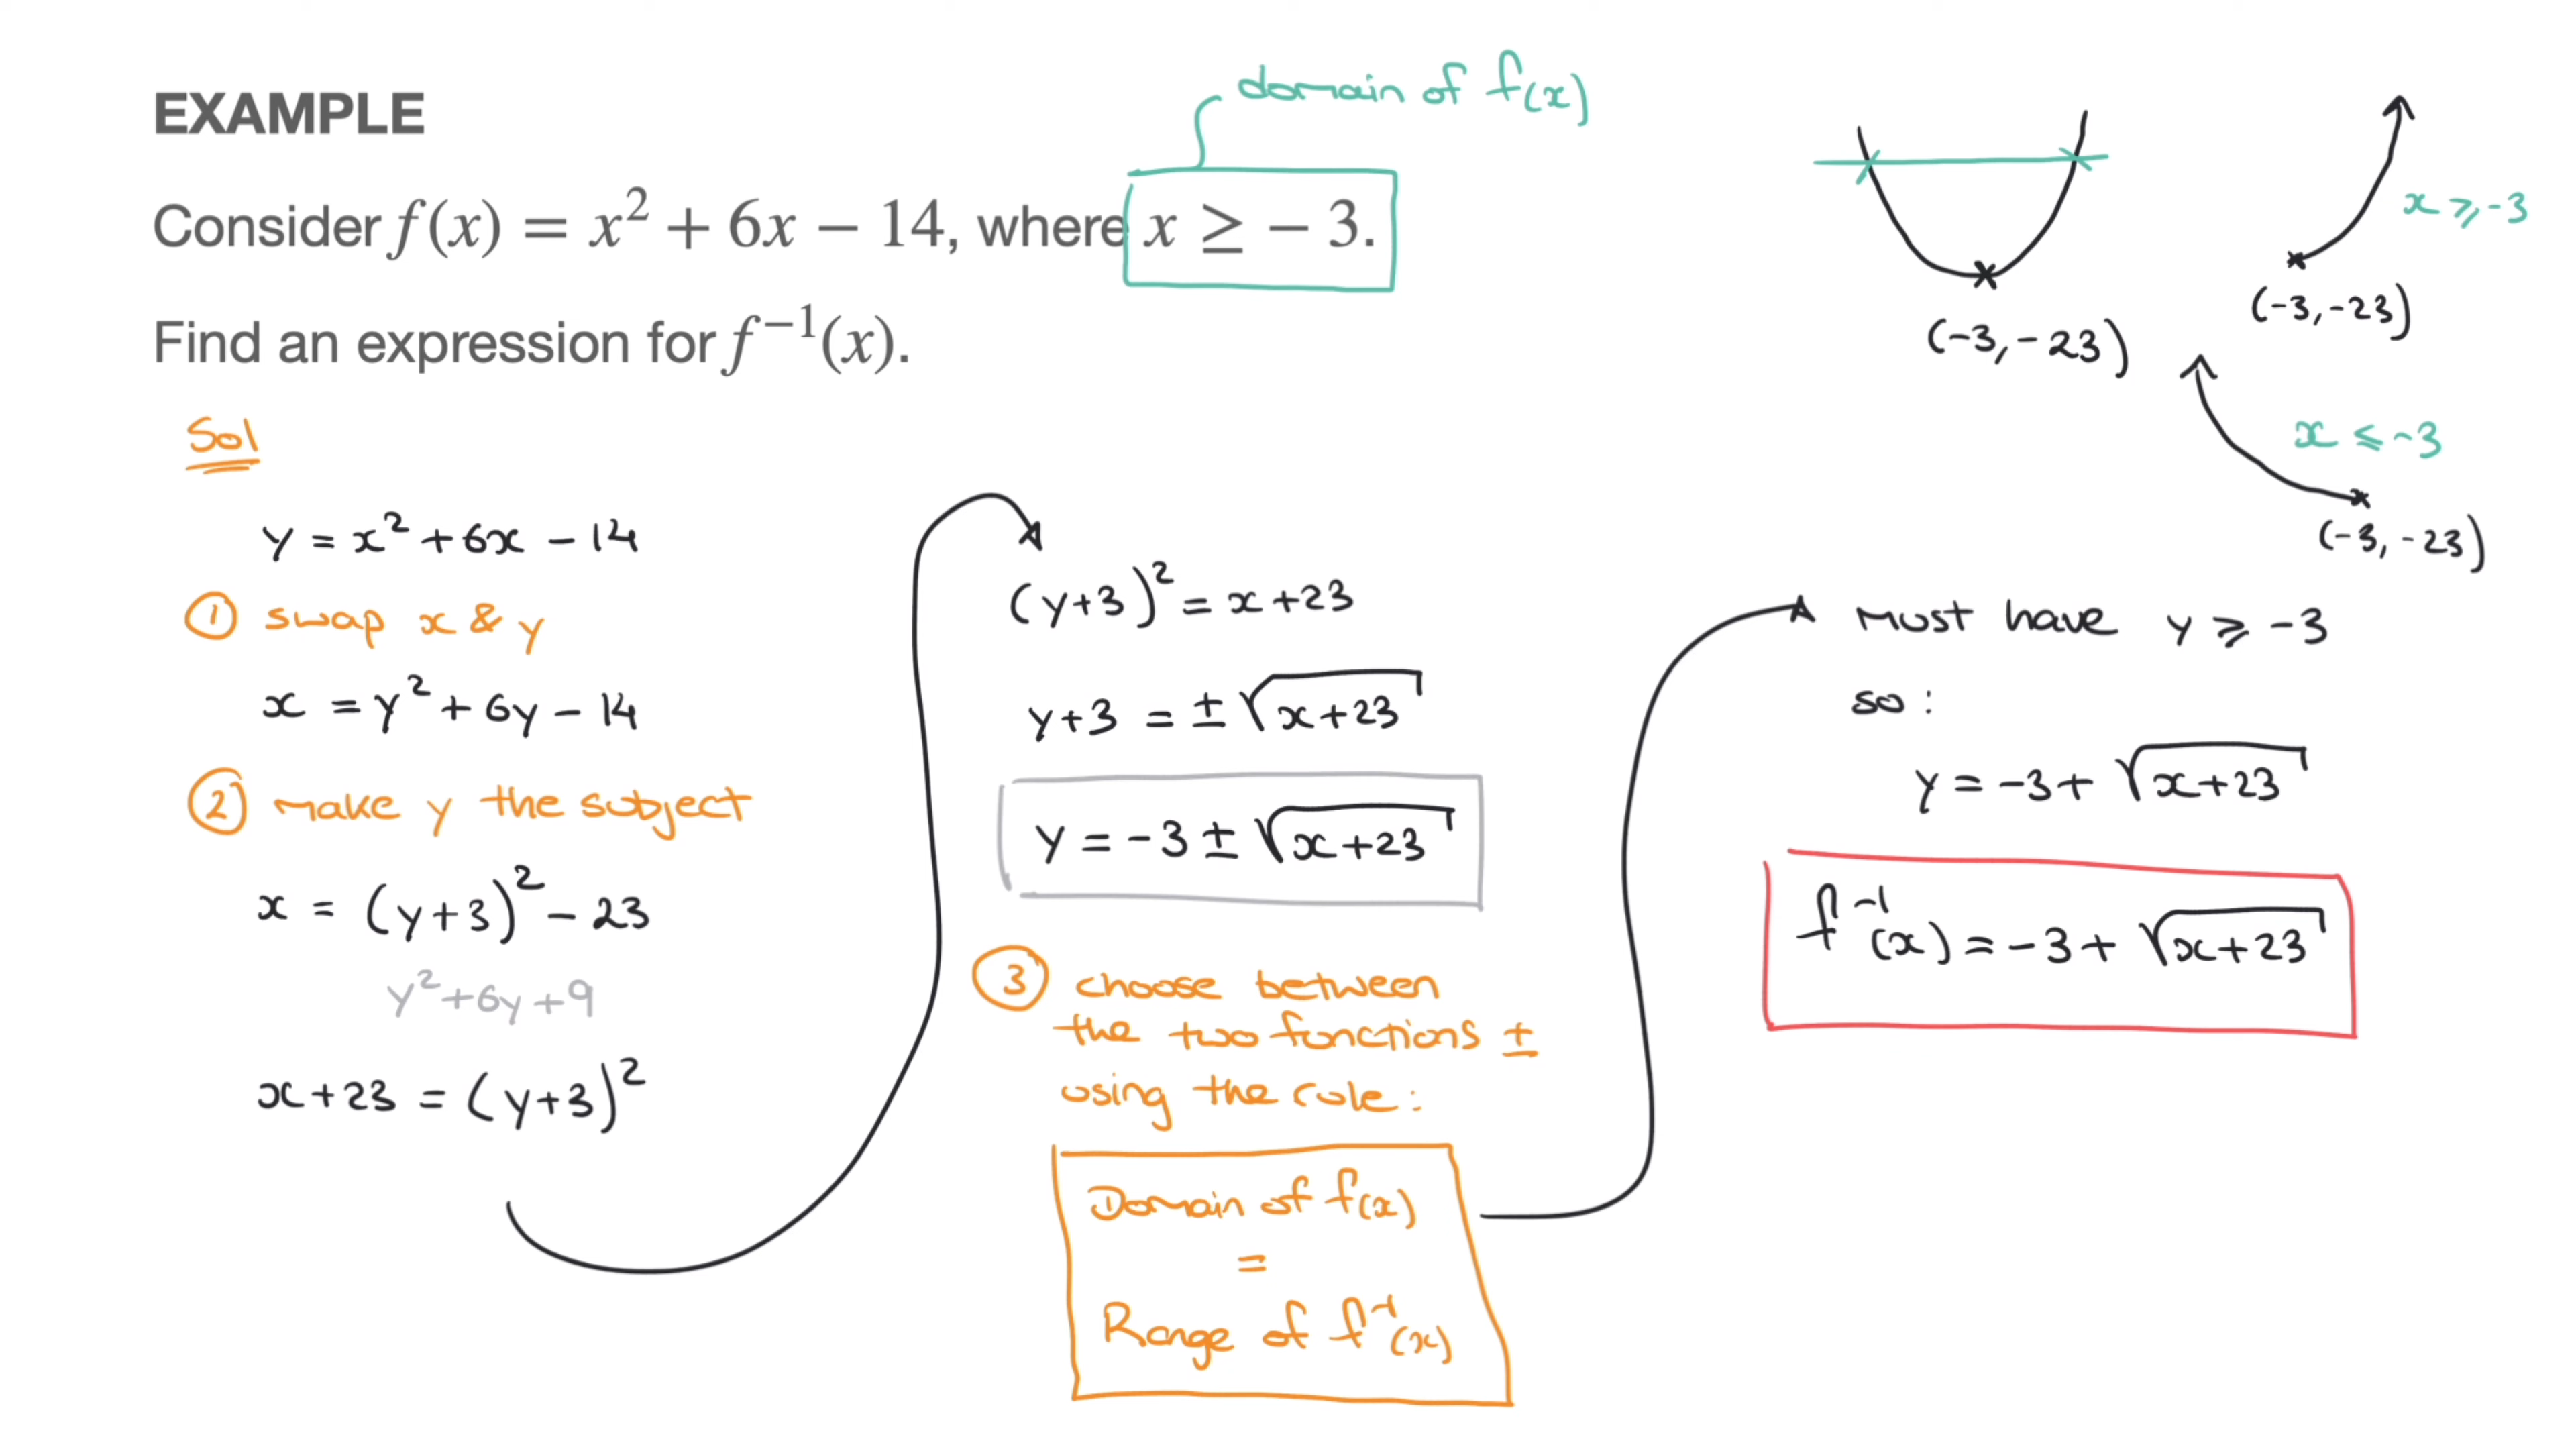 EXAMPLE
domain of f(x)
Consider f(x) = x² + 6x − 14, where x ≥ − 3.
Find an expression for f⁻¹(x).
(-3, -23)
x ≥ -3
(-3, -23)
x ≤ -3
(-3, -23)
Sol
y = x² + 6x - 14
① swap x & y
x = y² + 6y - 14
② make y the subject
x = (y+3)² - 23
y² + 6y + 9
x + 23 = (y+3)²
(y+3)² = x + 23
y + 3 = ± √(x+23)
y = -3 ± √(x+23)
③ choose between
the two functions ±
using the rule:
Domain of f(x)
=
Range of f⁻¹(x)
must have y ≥ -3
so:
y = -3 + √(x+23)
f⁻¹(x) = -3 + √(x+23)